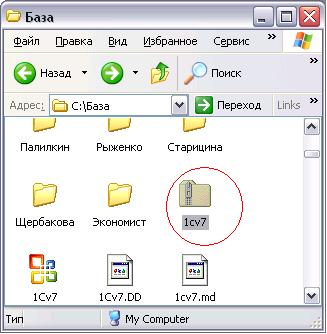 База
Файл Правка Вид Избранное Сервис »
Назад Поиск »
Адрес: C:\База Переход Links »
Палилкин Рыженко Старицина
Щербакова Экономист 1cv7
1Cv7 1Cv7.DD 1cv7.md
Тип My Computer